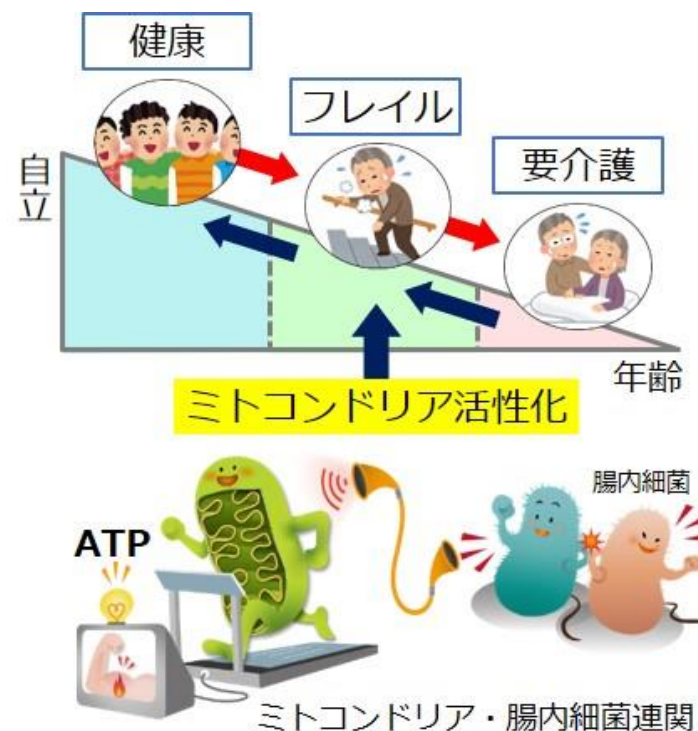 健康
フレイル
要介護
自立
年齢
ミトコンドリア活性化
腸内細菌
ATP
ミトコンドリア・腸内細菌連関